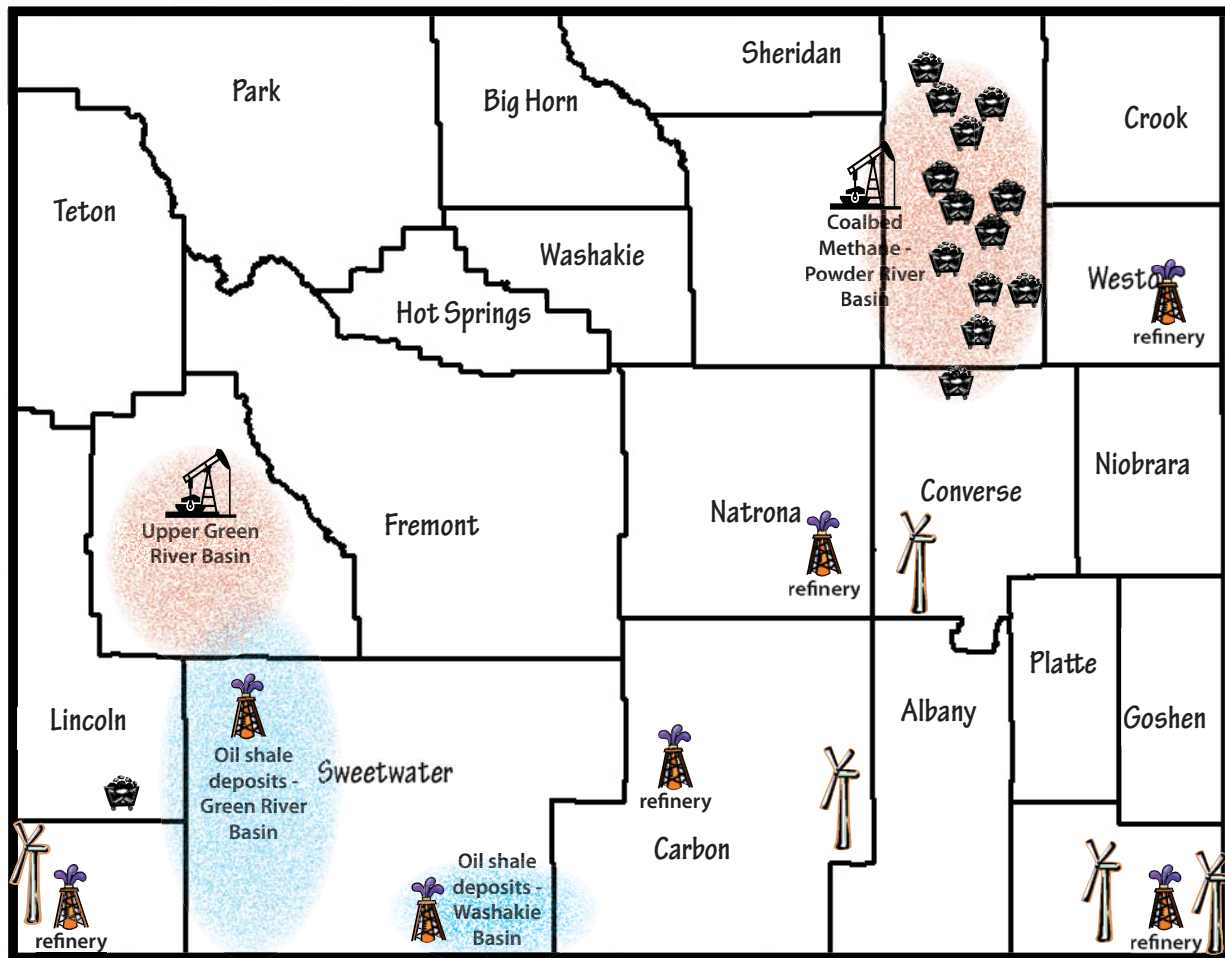 Sheridan
Park
Big Horn
Crook
Teton
Coalbed
Methane -
Powder River
Basin
Washakie
Hot Springs
Westo
refinery
Niobrara
Converse
Natrona
Fremont
Upper Green
River Basin
refinery
Platte
Albany
Goshen
Lincoln
Oil shale
deposits -
Green River
Basin
Sweetwater
refinery
Carbon
Oil shale
deposits -
Washakie
Basin
refinery
refinery